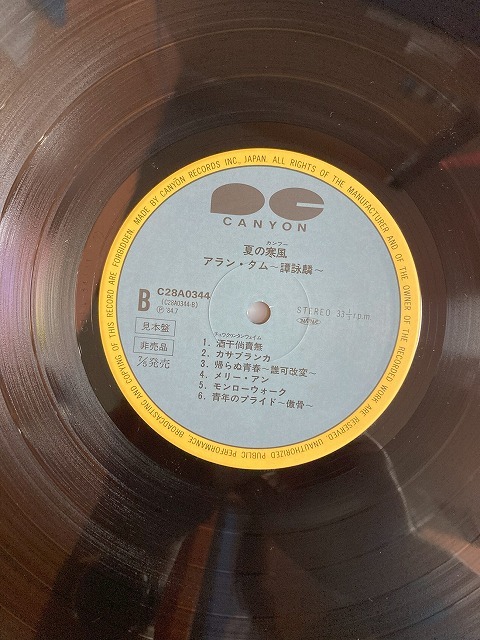 CANYON
カンフー
夏の寒風
アラン・タム〜譚詠麟〜
B
C28A0344
(C28A0344-B)
Ⓟ'84.7
STEREO 33⅓r.p.m.
見本盤
非売品
7/6発売
1. 酒干倘賣無
2. カサブランカ
3. 帰らぬ青春〜誰可改変〜
4. メリー・アン
5. モンローウォーク
6. 青年のプライド〜傲骨〜
MADE BY CANYON RECORDS INC., JAPAN. ALL RIGHTS OF THE MANUFACTURER AND OF THE OWNER OF THE RECORDED WORK ARE RESERVED. UNAUTHORIZED PUBLIC PERFORMANCE, BROADCASTING AND COPYING OF THIS RECORD ARE FORBIDDEN.